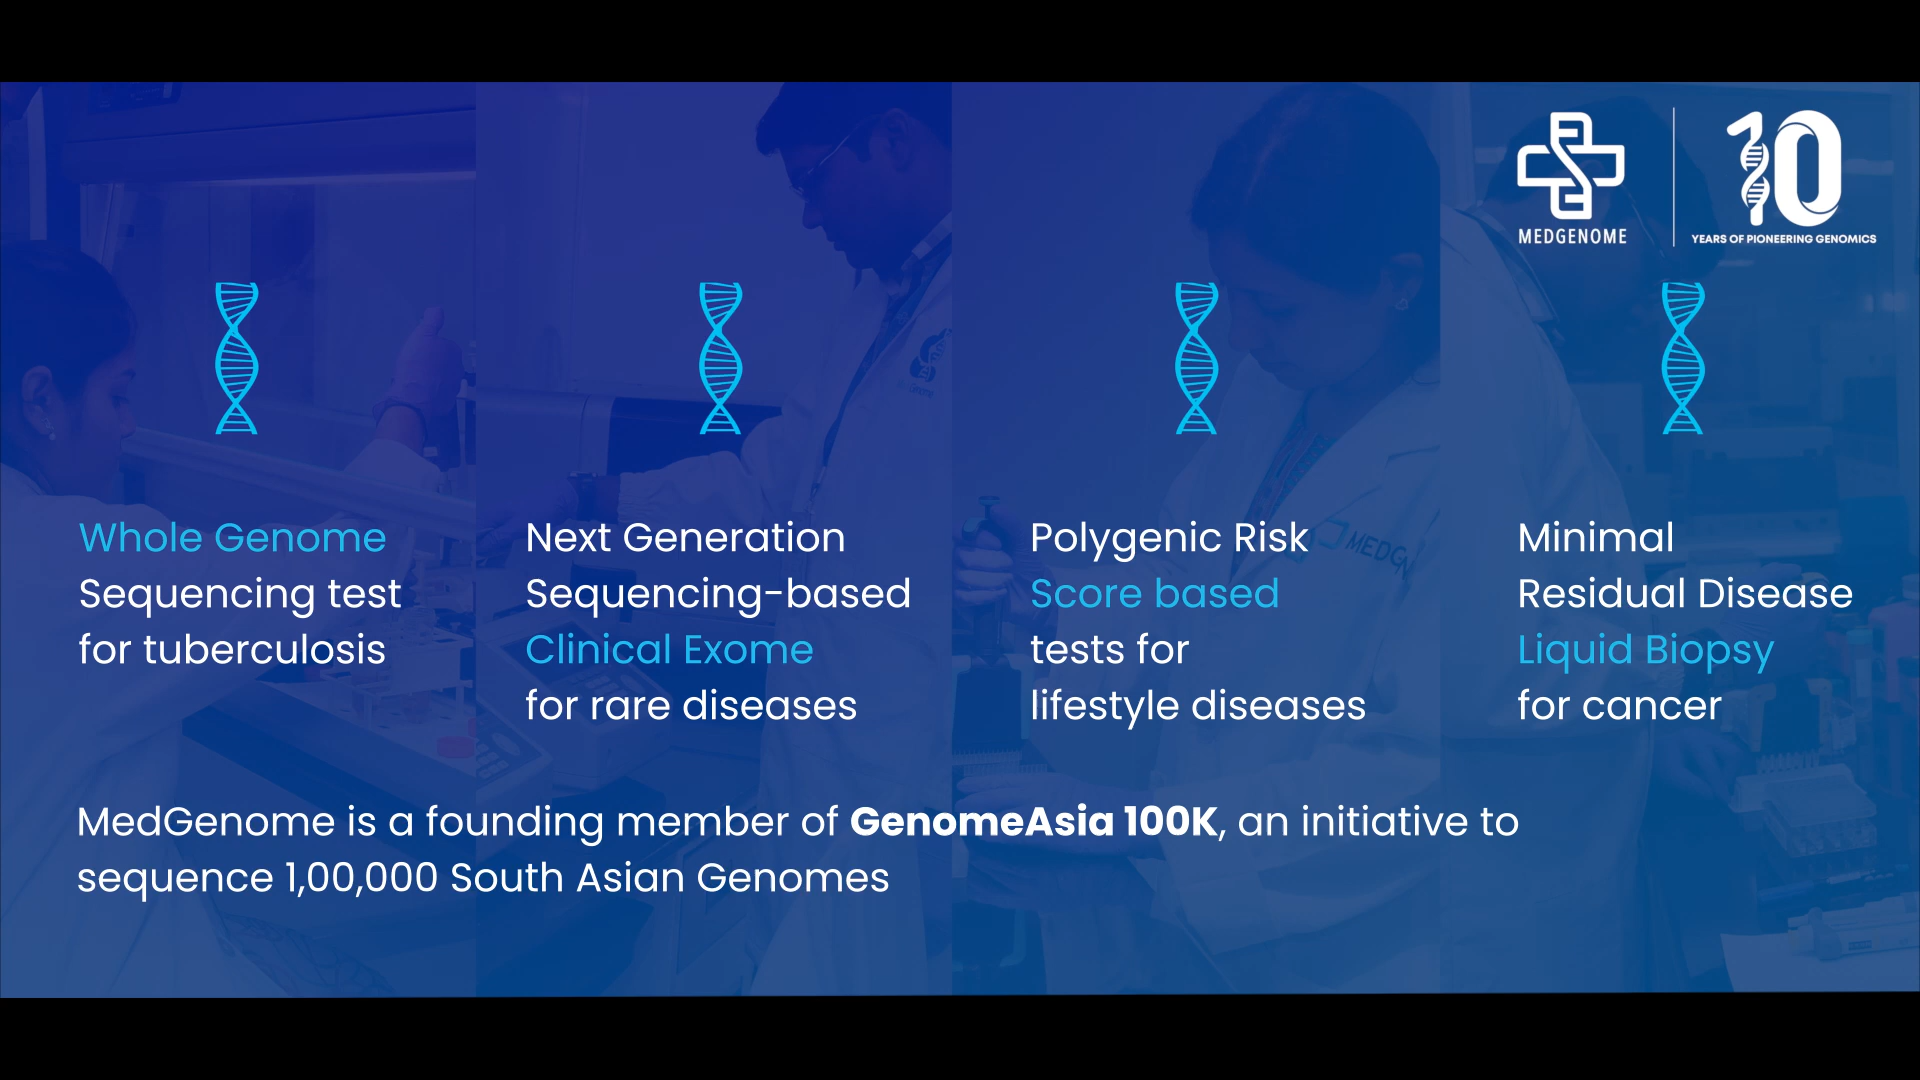 MEDGENOME
10
YEARS OF PIONEERING GENOMICS
Whole Genome
Sequencing test
for tuberculosis
Next Generation
Sequencing-based
Clinical Exome
for rare diseases
Polygenic Risk
Score based
tests for
lifestyle diseases
Minimal
Residual Disease
Liquid Biopsy
for cancer
MedGenome is a founding member of GenomeAsia 100K, an initiative to
sequence 1,00,000 South Asian Genomes